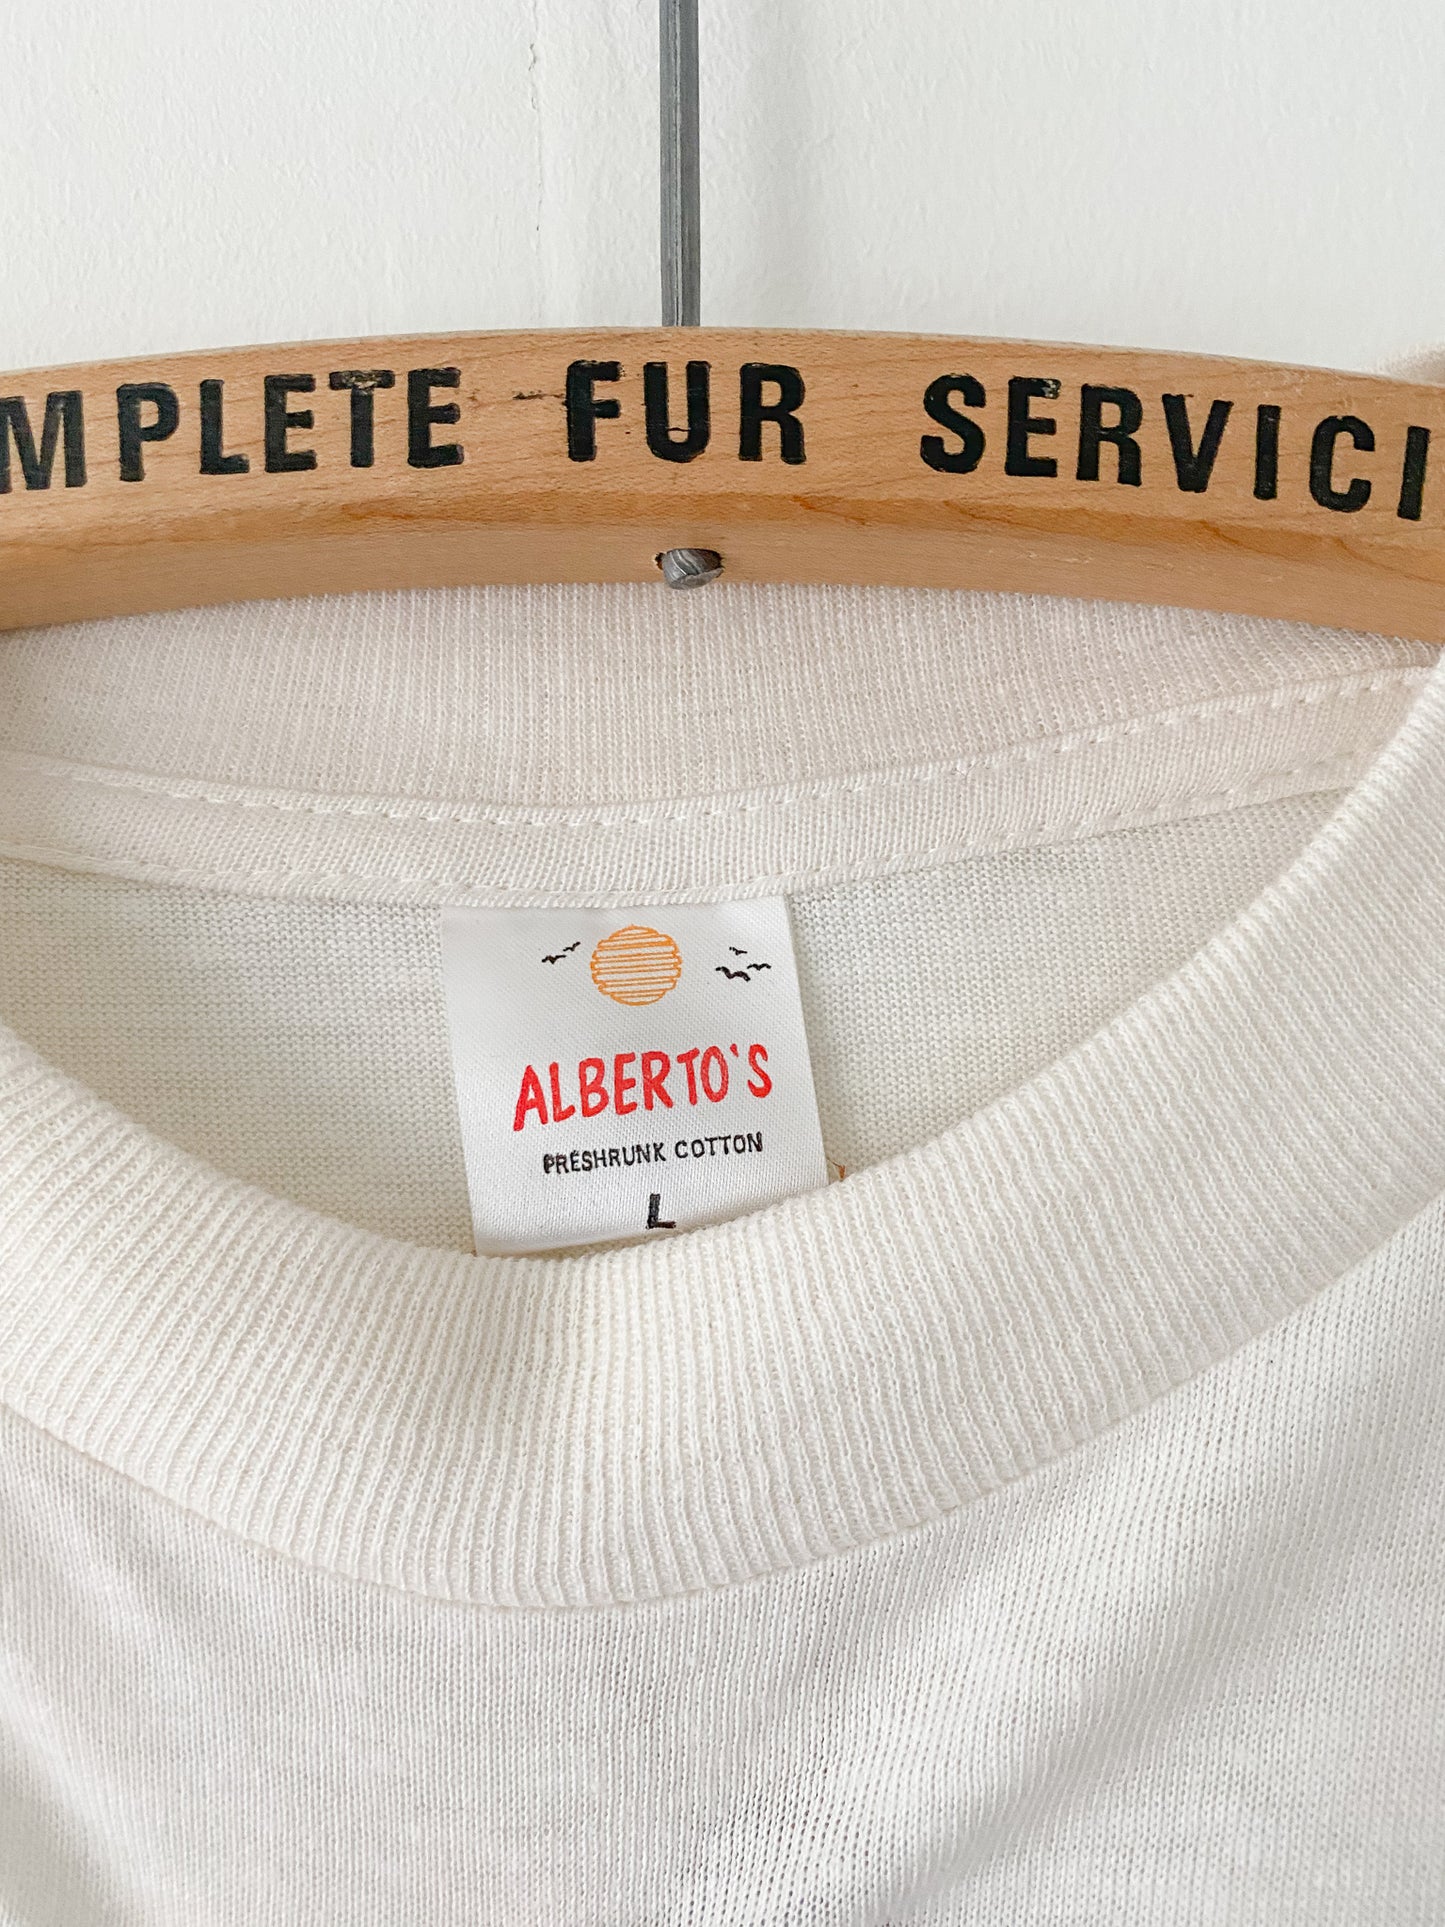 MPLETE FUR SERVICI
ALBERTO'S
PRESHRUNK COTTON
L